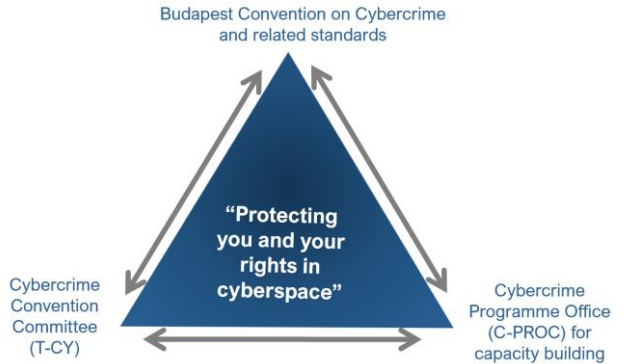 Budapest Convention on Cybercrime
and related standards
“Protecting
you and your
rights in
cyberspace”
Cybercrime
Convention
Committee
(T-CY)
Cybercrime
Programme Office
(C-PROC) for
capacity building